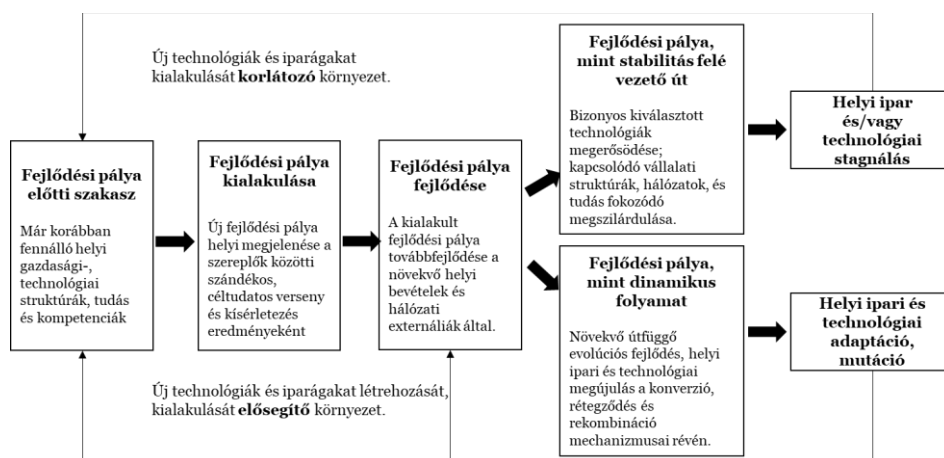 Új technológiák és iparágakat
kialakulását korlátozó környezet.
Fejlődési pálya
előtti szakasz
Már korábban
fennálló helyi
gazdasági-,
technológiai
struktúrák, tudás
és kompetenciák
Fejlődési pálya
kialakulása
Új fejlődési pálya
helyi megjelenése a
szereplők közötti
szándékos,
céltudatos verseny
és kísérletezés
eredményeként
Fejlődési pálya
fejlődése
A kialakult
fejlődési pálya
továbbfejlődése a
növekvő helyi
bevételek és
hálózati
externáliák által.
Fejlődési pálya,
mint stabilitás felé
vezető út
Bizonyos kiválasztott
technológiák
megerősödése;
kapcsolódó vállalati
struktúrák, hálózatok, és
tudás fokozódó
megszilárdulása.
Helyi ipar
és/vagy
technológiai
stagnálás
Fejlődési pálya,
mint dinamikus
folyamat
Növekvő útfüggő
evolúciós fejlődés, helyi
ipari és technológiai
megújulás a konverzió,
rétegződés és
rekombináció
mechanizmusai révén.
Helyi ipari és
technológiai
adaptáció,
mutáció
Új technológiák és iparágakat létrehozását,
kialakulását elősegítő környezet.